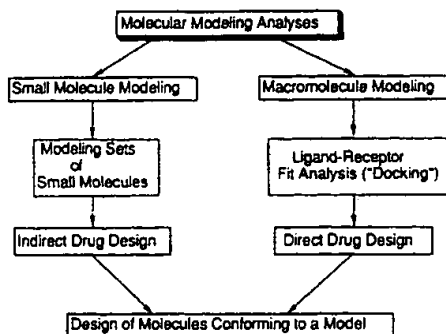 Molecular Modeling Analyses
Small Molecule Modeling
Macromolecule Modeling
Modeling Sets
of
Small Molecules
Ligand-Receptor
Fit Analysis ("Docking")
Indirect Drug Design
Direct Drug Design
Design of Molecules Conforming to a Model